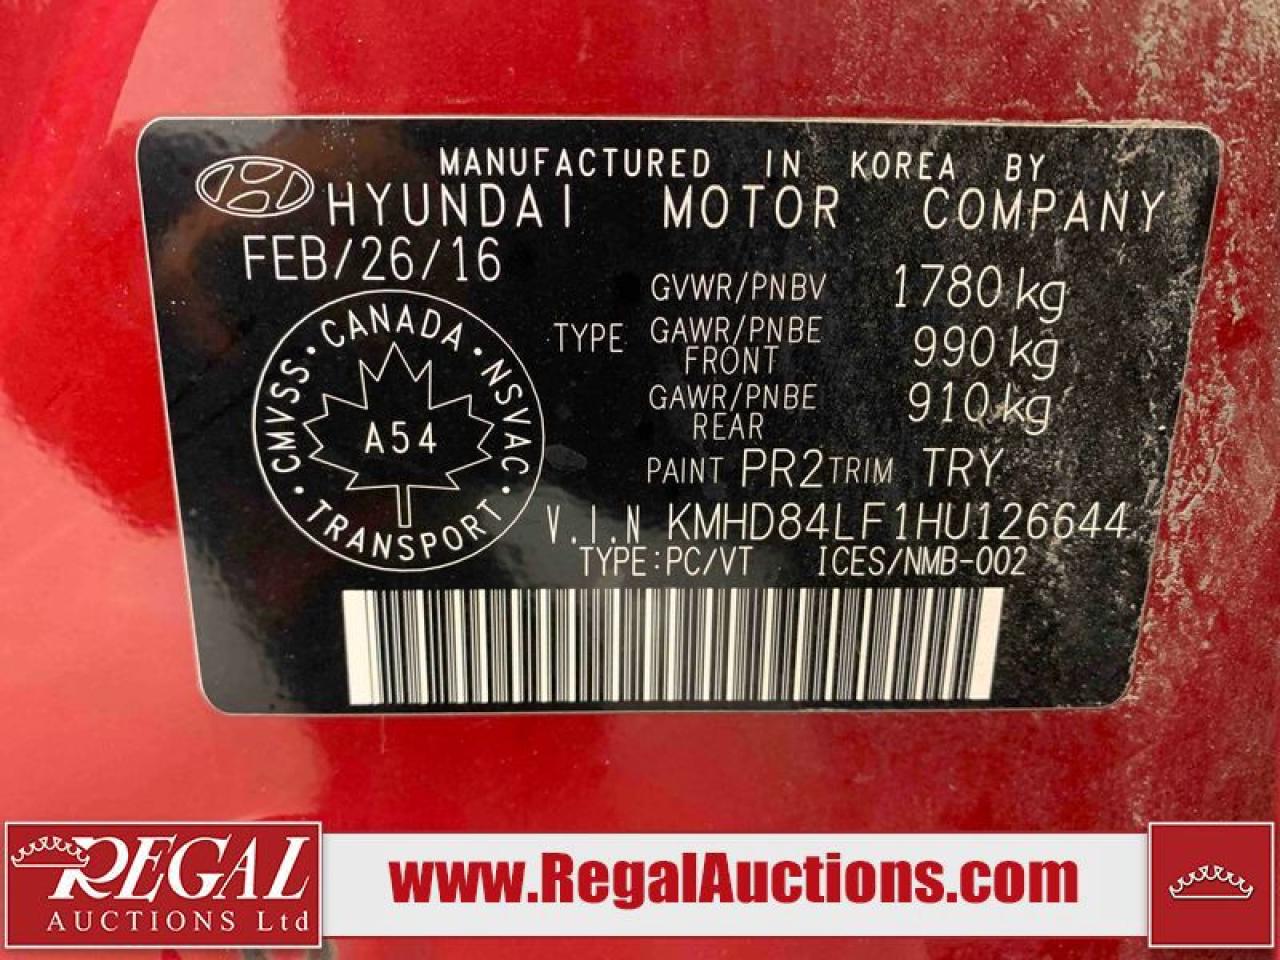 MANUFACTURED IN KOREA BY
HYUNDAI MOTOR COMPANY
FEB/26/16
GVWR/PNBV 1780 kg
TYPE GAWR/PNBE FRONT 990 kg
GAWR/PNBE REAR 910 kg
PAINT PR2 TRIM TRY
V.I.N KMHD84LF1HU126644
TYPE:PC/VT ICES/NMB-002
CMVSS · CANADA · NSVAC · TRANSPORT ·
A54
REGAL
AUCTIONS Ltd
www.RegalAuctions.com